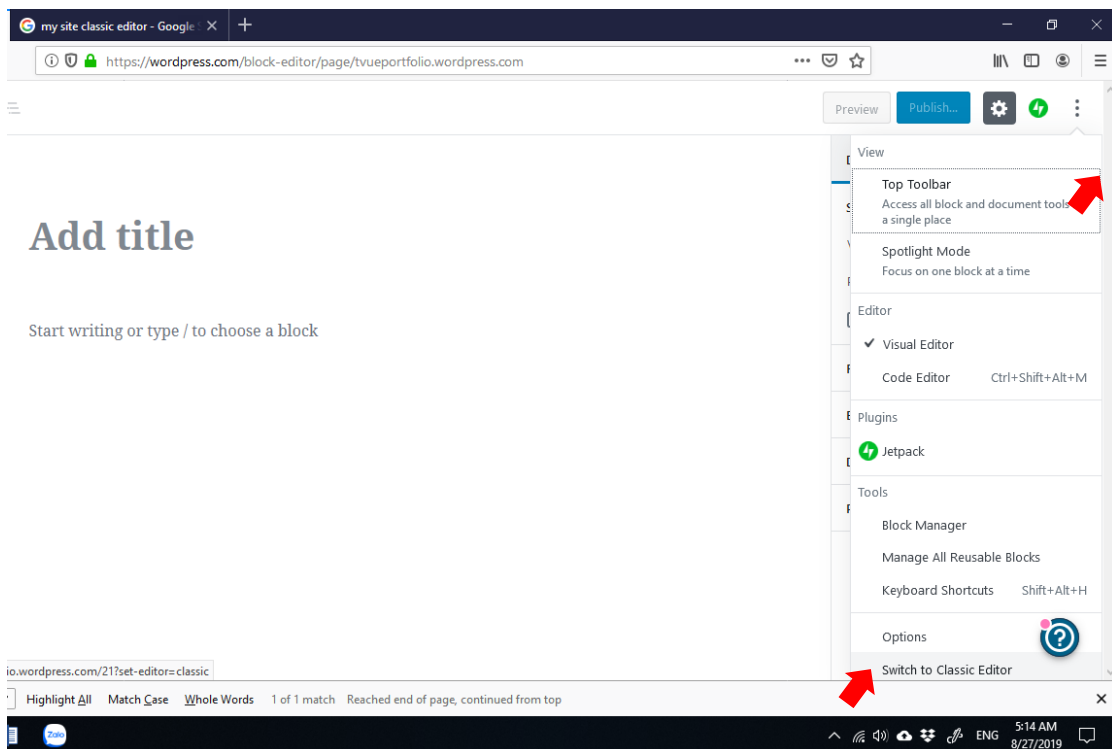 my site classic editor - Google S
https://wordpress.com/block-editor/page/tvueportfolio.wordpress.com
Preview
Publish...
View
Top Toolbar
Access all block and document tools
a single place
Spotlight Mode
Focus on one block at a time
Add title
Start writing or type / to choose a block
Editor
✓ Visual Editor
Code Editor Ctrl+Shift+Alt+M
Plugins
Jetpack
Tools
Block Manager
Manage All Reusable Blocks
Keyboard Shortcuts Shift+Alt+H
Options
Switch to Classic Editor
io.wordpress.com/21?set-editor=classic
Highlight All Match Case Whole Words 1 of 1 match Reached end of page, continued from top
Zalo
ENG
5:14 AM
8/27/2019